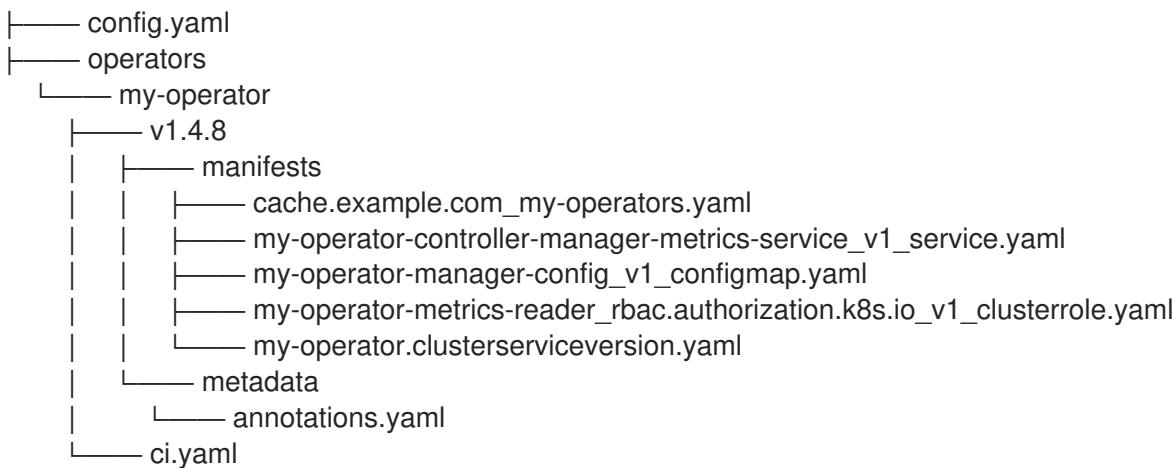 ├── config.yaml
├── operators
└── my-operator
├── v1.4.8
│ ├── manifests
│ │ ├── cache.example.com_my-operators.yaml
│ │ ├── my-operator-controller-manager-metrics-service_v1_service.yaml
│ │ ├── my-operator-manager-config_v1_configmap.yaml
│ │ ├── my-operator-metrics-reader_rbac.authorization.k8s.io_v1_clusterrole.yaml
│ │ └── my-operator.clusterserviceversion.yaml
│ └── metadata
│ └── annotations.yaml
└── ci.yaml